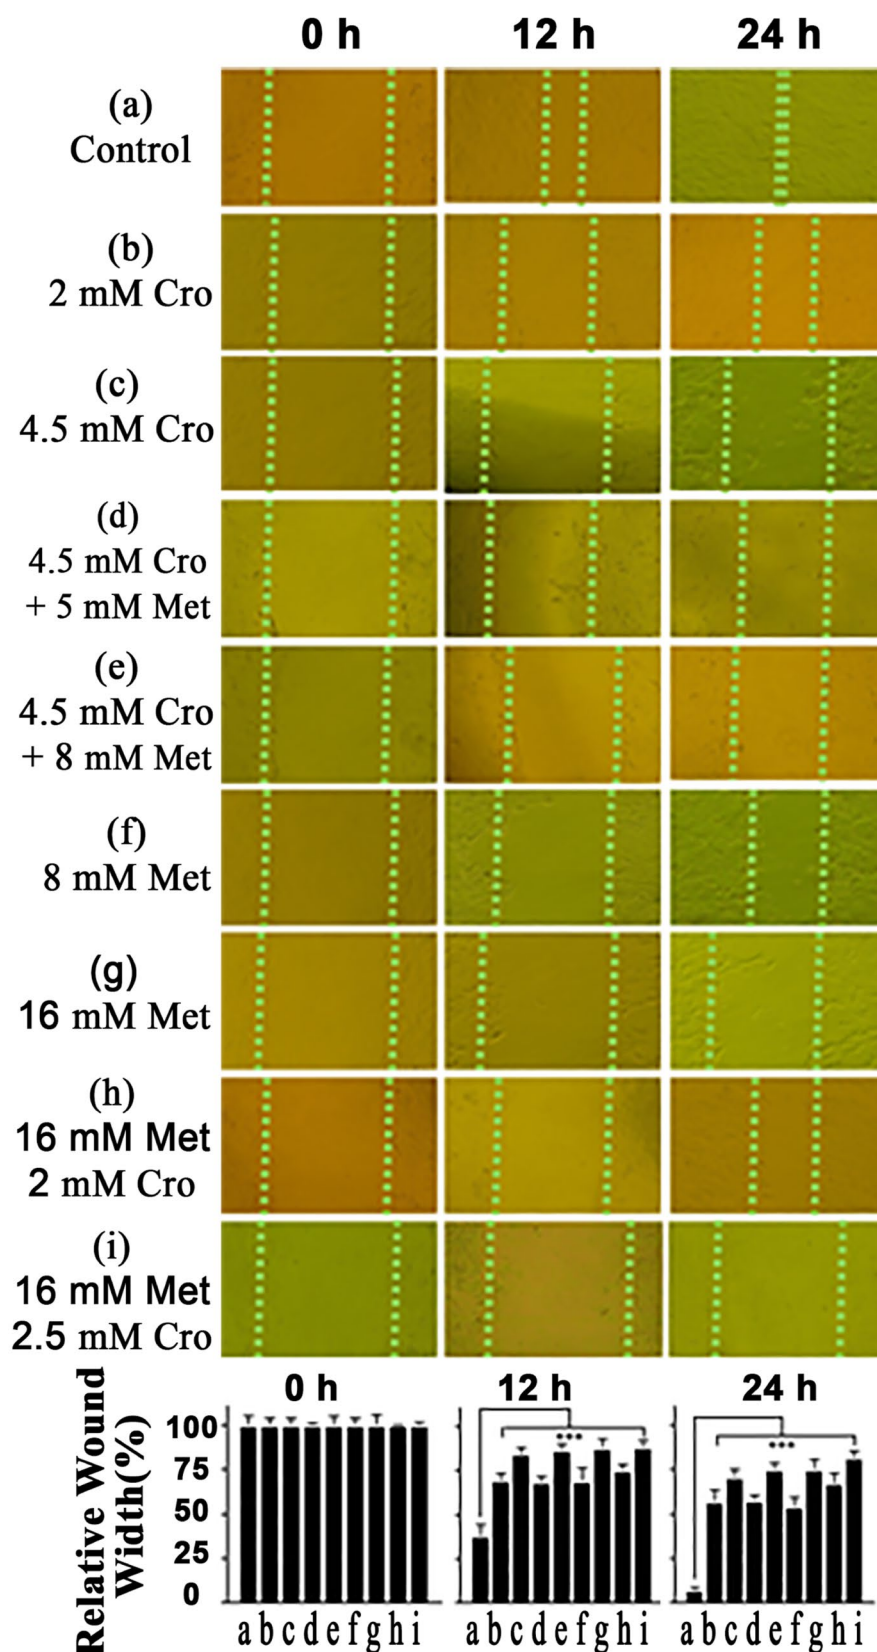 0 h 12 h 24 h
(a)
Control
(b)
2 mM Cro
(c)
4.5 mM Cro
(d)
4.5 mM Cro
+ 5 mM Met
(e)
4.5 mM Cro
+ 8 mM Met
(f)
8 mM Met
(g)
16 mM Met
(h)
16 mM Met
2 mM Cro
(i)
16 mM Met
2.5 mM Cro
0 h 12 h 24 h
Relative Wound
Width(%)
100
75
50
25
0
a b c d e f g h i a b c d e f g h i a b c d e f g h i